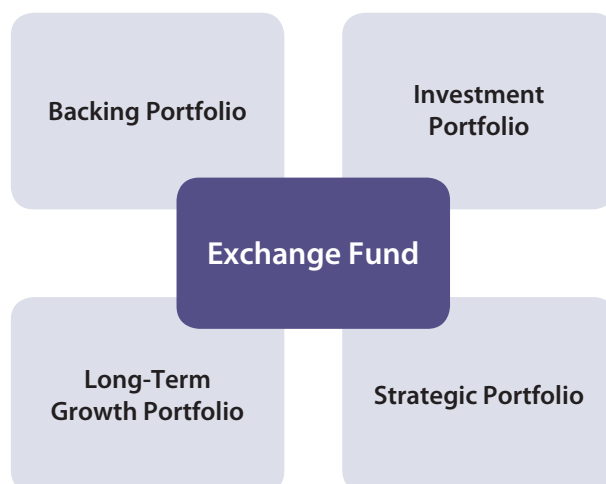 Backing Portfolio
Investment
Portfolio
Exchange Fund
Long-Term
Growth Portfolio
Strategic Portfolio